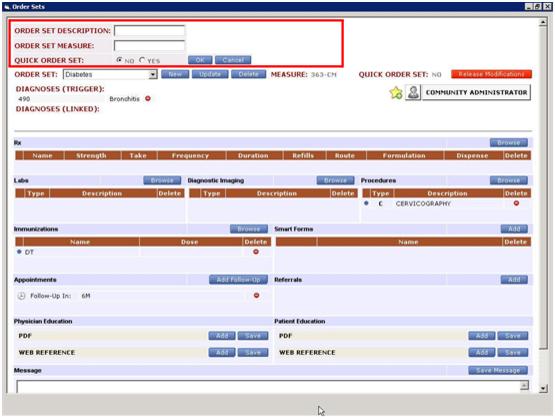 Order Sets
ORDER SET DESCRIPTION:
ORDER SET MEASURE:
QUICK ORDER SET: NO YES OK Cancel
ORDER SET: Diabetes New Update Delete MEASURE: 363-CM QUICK ORDER SET: NO Release Modifications
DIAGNOSES (TRIGGER):
490 Bronchitis
COMMUNITY ADMINISTRATOR
DIAGNOSES (LINKED):
Rx Browse
Name Strength Take Frequency Duration Refills Route Formulation Dispense Delete
Labs Browse Diagnostic Imaging Browse Procedures Browse
Type Description Delete Type Description Delete Type Description Delete
C CERVICOGRAPHY
Immunizations Browse Smart Forms Add
Name Dose Delete Name Delete
DT
Appointments Add Follow-Up Referrals Add
Follow-Up In: 6M
Physician Education Patient Education
PDF Add Save PDF Add Save
WEB REFERENCE Add Save WEB REFERENCE Add Save
Message Save Message